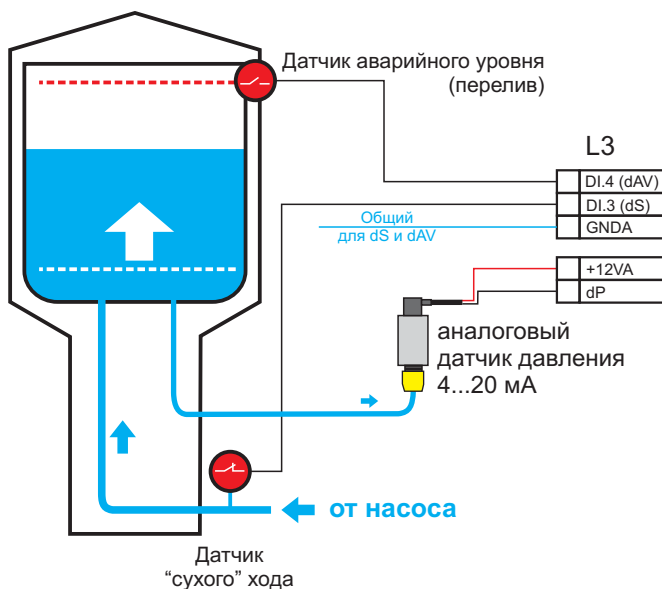 Датчик аварийного уровня
(перелив)
L3
DI.4 (dAV)
DI.3 (dS)
GNDA
Общий
для dS и dAV
+12VA
dP
аналоговый
датчик давления
4...20 мА
от насоса
Датчик
“сухого” хода